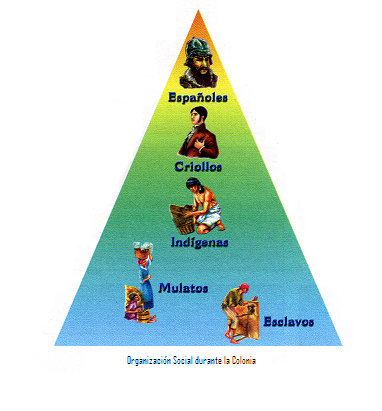 Españoles
Criollos
Indígenas
Mulatos
Esclavos
Organización Social durante la Colonia